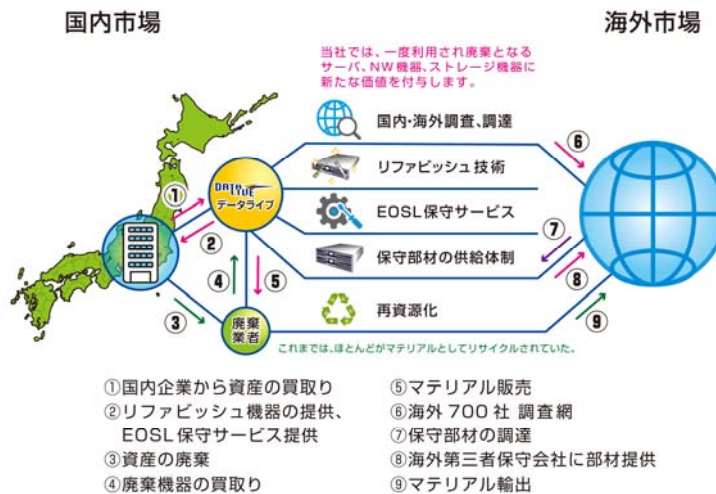 国内市場
海外市場
当社では、一度利用され廃棄となる
サーバ、NW機器、ストレージ機器に
新たな価値を付与します。
国内・海外調査、調達
リファビッシュ技術
EOSL保守サービス
保守部材の供給体制
再資源化
これまでは、ほとんどがマテリアルとしてリサイクルされていた。
DATA LIVE
データライブ
廃棄
業者
①
②
③
④
⑤
⑥
⑦
⑧
⑨
①国内企業から資産の買取り
②リファビッシュ機器の提供、
EOSL保守サービス提供
③資産の廃棄
④廃棄機器の買取り
⑤マテリアル販売
⑥海外700社 調査網
⑦保守部材の調達
⑧海外第三者保守会社に部材提供
⑨マテリアル輸出